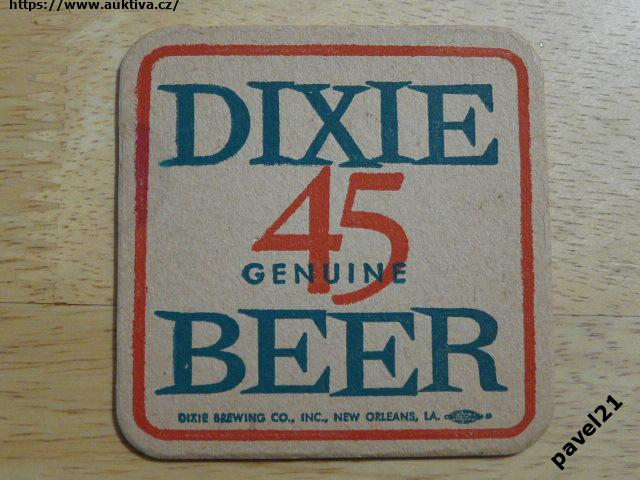 https://www.auktiva.cz/
DIXIE
45
GENUINE
BEER
DIXIE BREWING CO., INC., NEW ORLEANS, LA.
pavel21